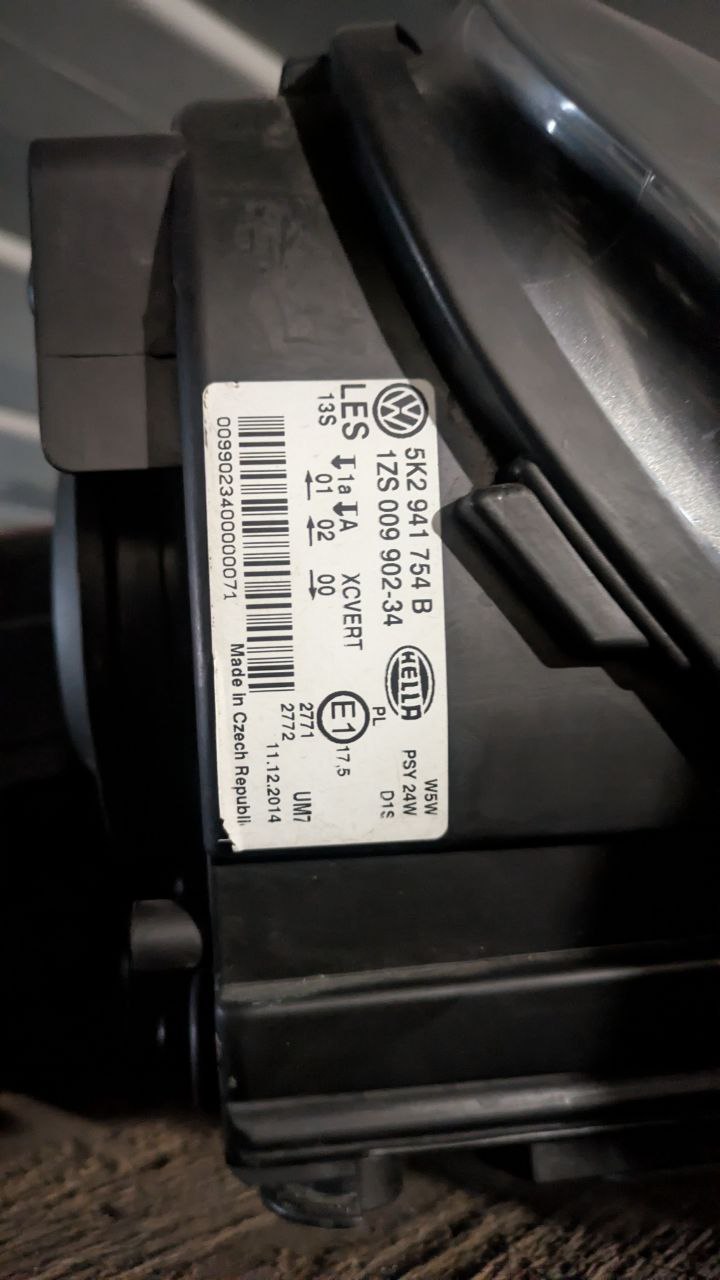 5K2 941 754 B
1ZS 009 902-34
HELLA
W5W
PSY 24W
D1S
LES
1a A XCVERT
PL
13S 01 02 00
E1
17,5
2771
2772
UM7
11.12.2014
0099023400000071
Made in Czech Republi